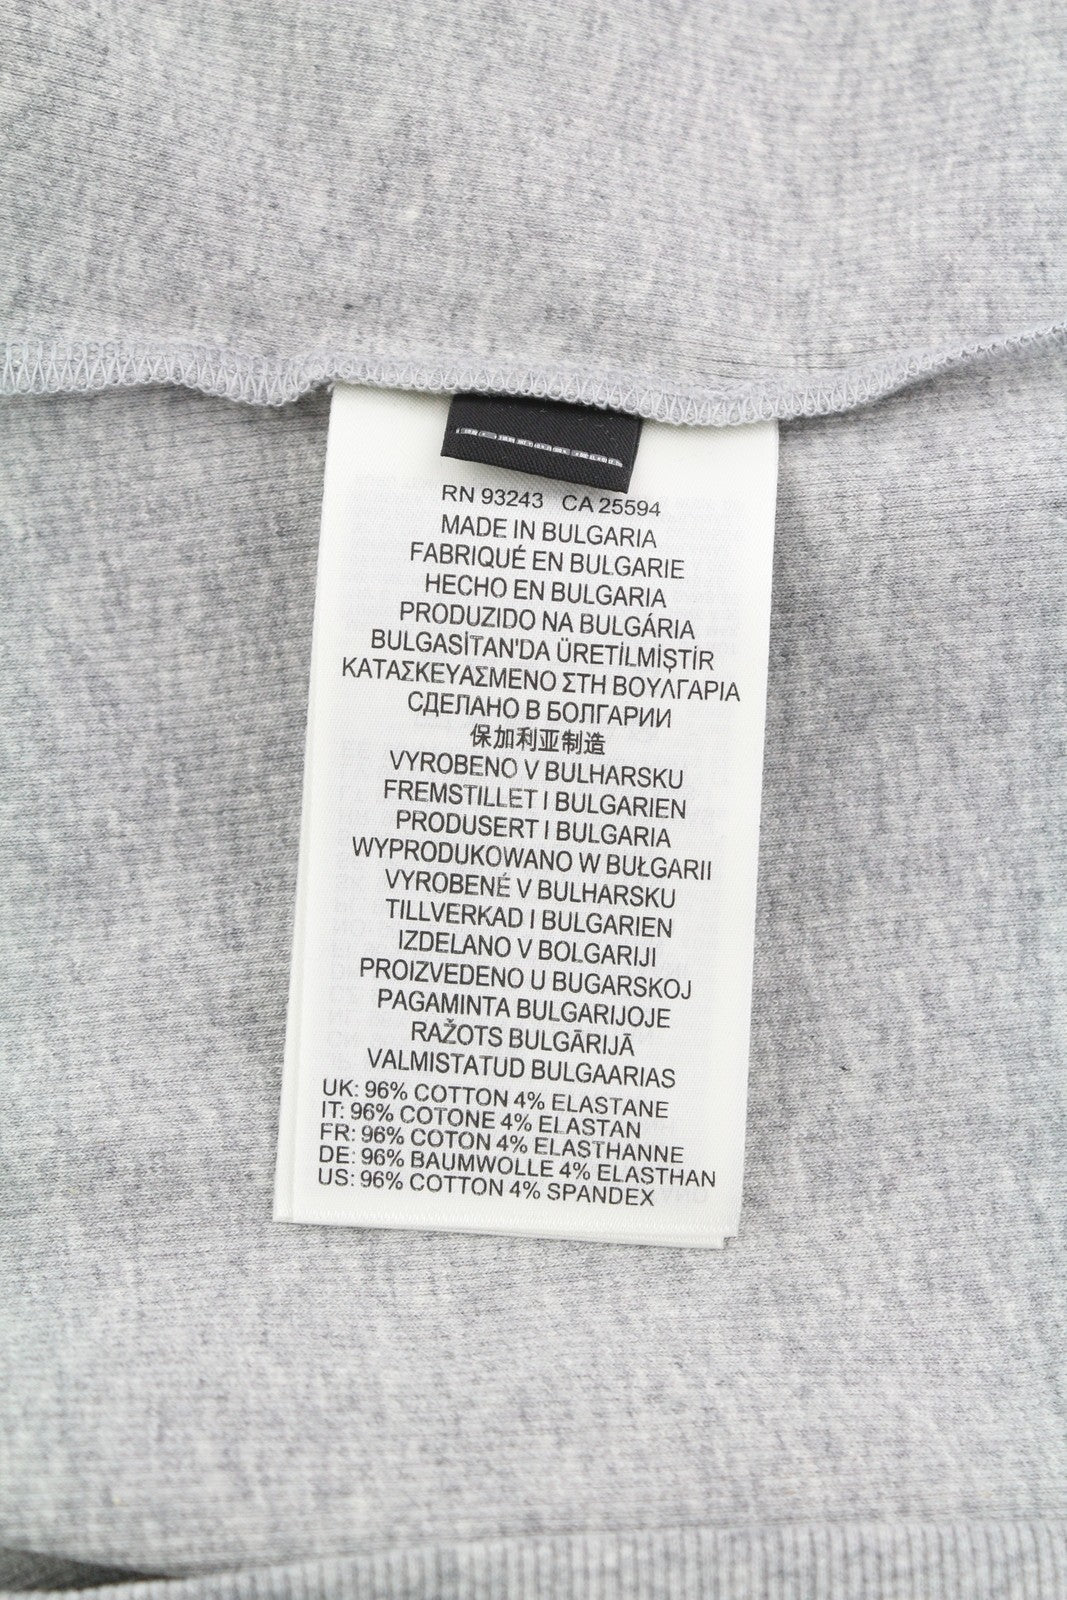 RN 93243 CA 25594
MADE IN BULGARIA
FABRIQUÉ EN BULGARIE
HECHO EN BULGARIA
PRODUZIDO NA BULGÁRIA
BULGASİTAN'DA ÜRETİLMİŞTİR
ΚΑΤΑΣΚΕΥΑΣΜΕΝΟ ΣΤΗ ΒΟΥΛΓΑΡΙΑ
СДЕЛАНО В БОЛГАРИИ
保加利亚制造
VYROBENO V BULHARSKU
FREMSTILLET I BULGARIEN
PRODUSERT I BULGARIA
WYPRODUKOWANO W BUŁGARII
VYROBENÉ V BULHARSKU
TILLVERKAD I BULGARIEN
IZDELANO V BOLGARIJI
PROIZVEDENO U BUGARSKOJ
PAGAMINTA BULGARIJOJE
RAŽOTS BULGĀRIJĀ
VALMISTATUD BULGAARIAS
UK: 96% COTTON 4% ELASTANE
IT: 96% COTONE 4% ELASTAN
FR: 96% COTON 4% ELASTHANNE
DE: 96% BAUMWOLLE 4% ELASTHAN
US: 96% COTTON 4% SPANDEX